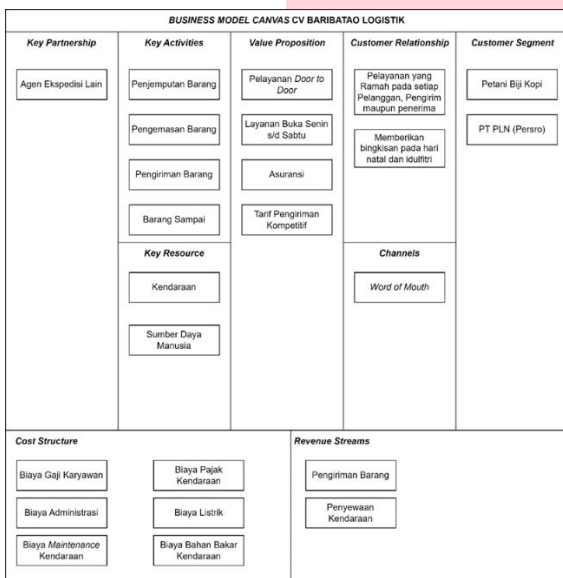 BUSINESS MODEL CANVAS CV BARIBATAO LOGISTIK
Key Partnership
Agen Ekspedisi Lain
Key Activities
Penjemputan Barang
Pengemasan Barang
Pengiriman Barang
Barang Sampai
Key Resource
Kendaraan
Sumber Daya
Manusia
Value Proposition
Pelayanan Door to
Door
Layanan Buka Senin
s/d Sabtu
Asuransi
Tarif Pengiriman
Kompetitif
Customer Relationship
Pelayanan yang
Ramah pada setiap
Pelanggan, Pengirim
maupun penerima
Memberikan
bingkisan pada hari
natal dan idulfitri
Channels
Word of Mouth
Customer Segment
Petani Biji Kopi
PT PLN (Persro)
Cost Structure
Biaya Gaji Karyawan
Biaya Pajak
Kendaraan
Biaya Administrasi
Biaya Listrik
Biaya Maintenance
Kendaraan
Biaya Bahan Bakar
Kendaraan
Revenue Streams
Pengiriman Barang
Penyewaan
Kendaraan